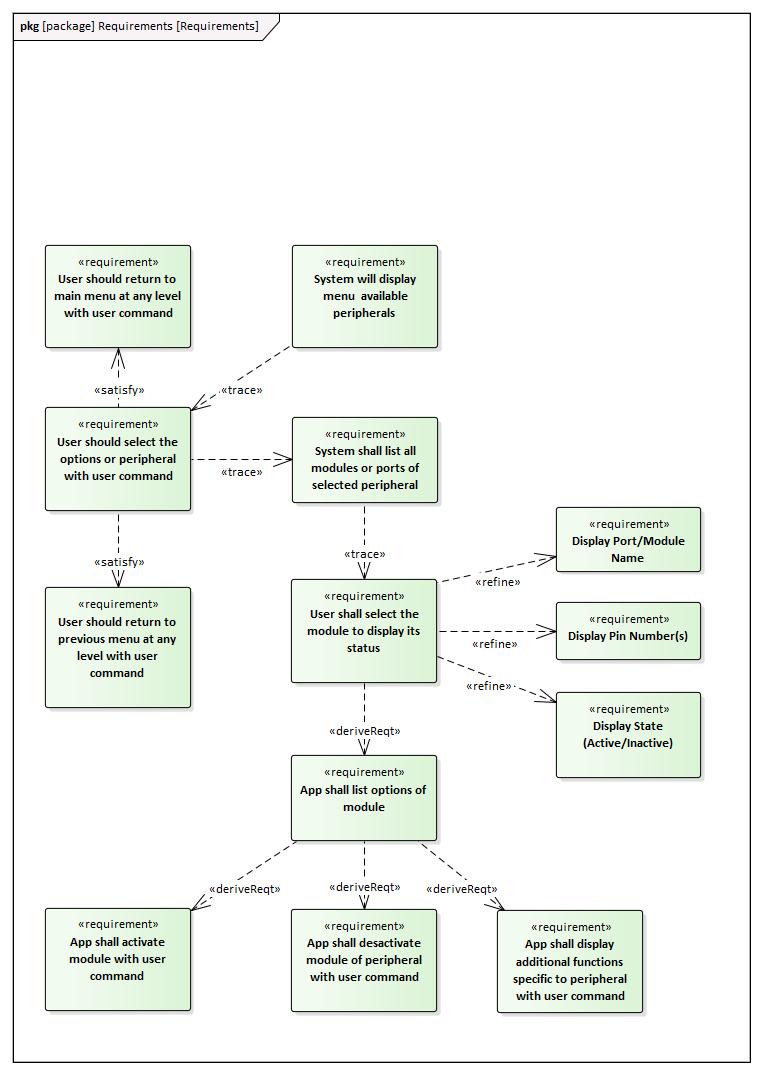 pkg [package] Requirements [Requirements]
«requirement»
User should return to
main menu at any level
with user command
«requirement»
System will display
menu available
peripherals
«satisfy»
«trace»
«requirement»
User should select the
options or peripheral
with user command
«trace»
«requirement»
System shall list all
modules or ports of
selected peripheral
«satisfy»
«trace»
«requirement»
Display Port/Module
Name
«requirement»
User should return to
previous menu at any
level with user
command
«requirement»
User shall select the
module to display its
status
«refine»
«requirement»
Display Pin Number(s)
«refine»
«refine»
«requirement»
Display State
(Active/Inactive)
«deriveReqt»
«requirement»
App shall list options of
module
«deriveReqt»
«deriveReqt»
«deriveReqt»
«requirement»
App shall activate
module with user
command
«requirement»
App shall desactivate
module of peripheral
with user command
«requirement»
App shall display
additional functions
specific to peripheral
with user command